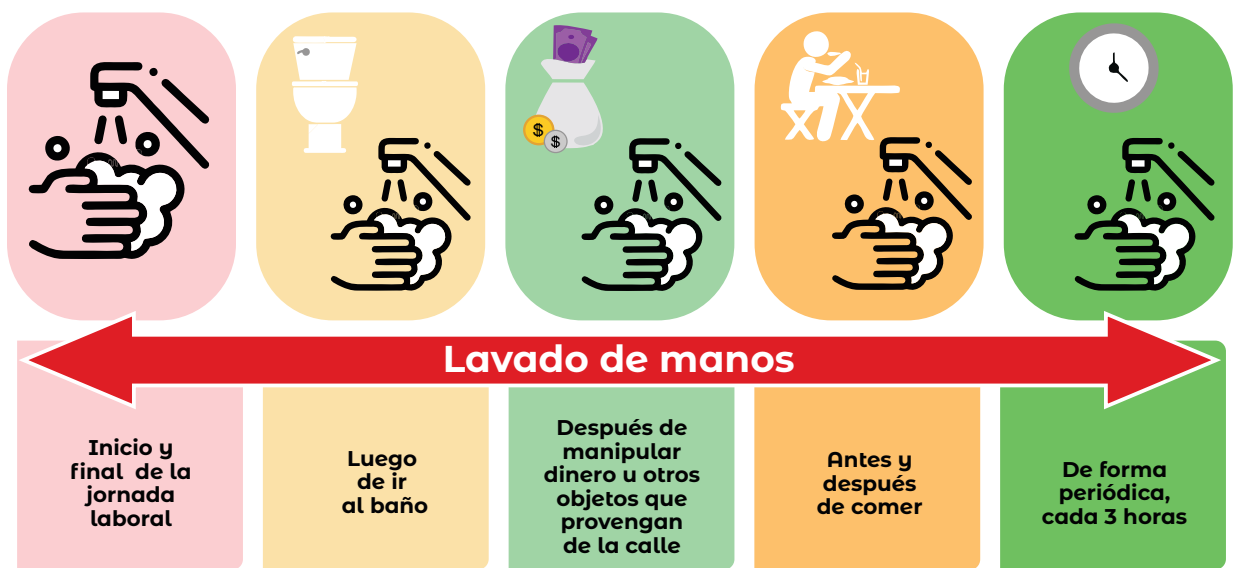 $
$
Lavado de manos
Inicio y
final de la
jornada
laboral
Luego
de ir
al baño
Después de
manipular
dinero u otros
objetos que
provengan
de la calle
Antes y
después
de comer
De forma
periódica,
cada 3 horas